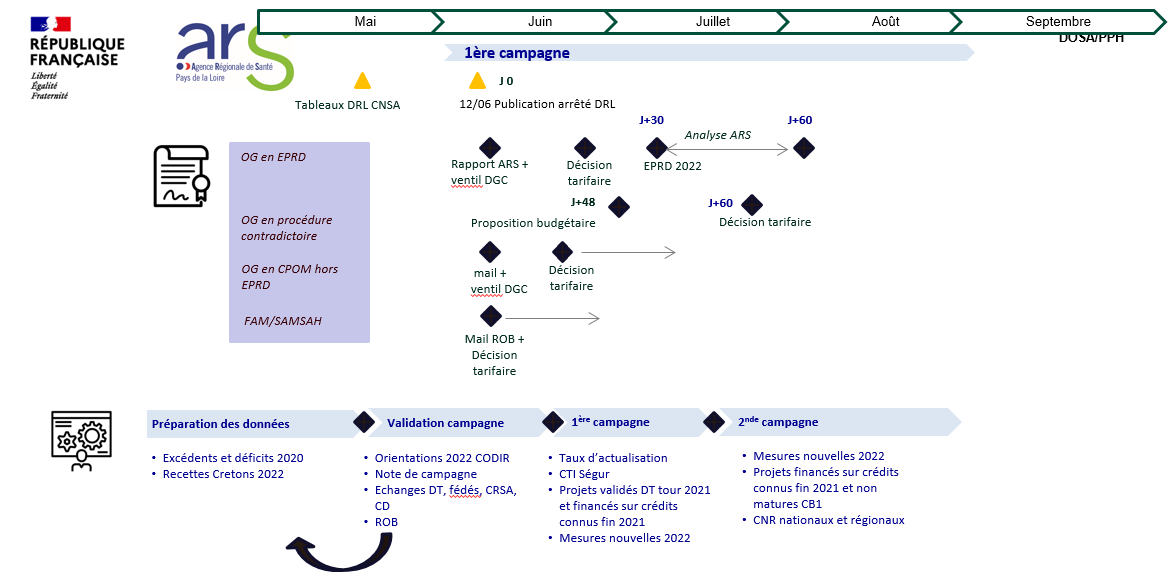 Mai
Juin
Juillet
Août
Septembre
DOSA/PPH
RÉPUBLIQUE
FRANÇAISE
Liberté
Égalité
Fraternité
ars
Agence Régionale de Santé
Pays de la Loire
1ère campagne
J 0
Tableaux DRL CNSA
12/06 Publication arrêté DRL
J+30
Analyse ARS
J+60
OG en EPRD
Rapport ARS +
ventil DGC
Décision
tarifaire
EPRD 2022
J+48
J+60
OG en procédure
contradictoire
Proposition budgétaire
Décision tarifaire
OG en CPOM hors
EPRD
mail +
ventil DGC
Décision
tarifaire
FAM/SAMSAH
Mail ROB +
Décision
tarifaire
Préparation des données
• Excédents et déficits 2020
• Recettes Cretons 2022
Validation campagne
• Orientations 2022 CODIR
• Note de campagne
• Echanges DT, fédés, CRSA,
CD
• ROB
1ère campagne
• Taux d'actualisation
• CTI Ségur
• Projets validés DT tour 2021
et financés sur crédits
connus fin 2021
• Mesures nouvelles 2022
2nde campagne
• Mesures nouvelles 2022
• Projets financés sur crédits
connus fin 2021 et non
matures CB1
• CNR nationaux et régionaux